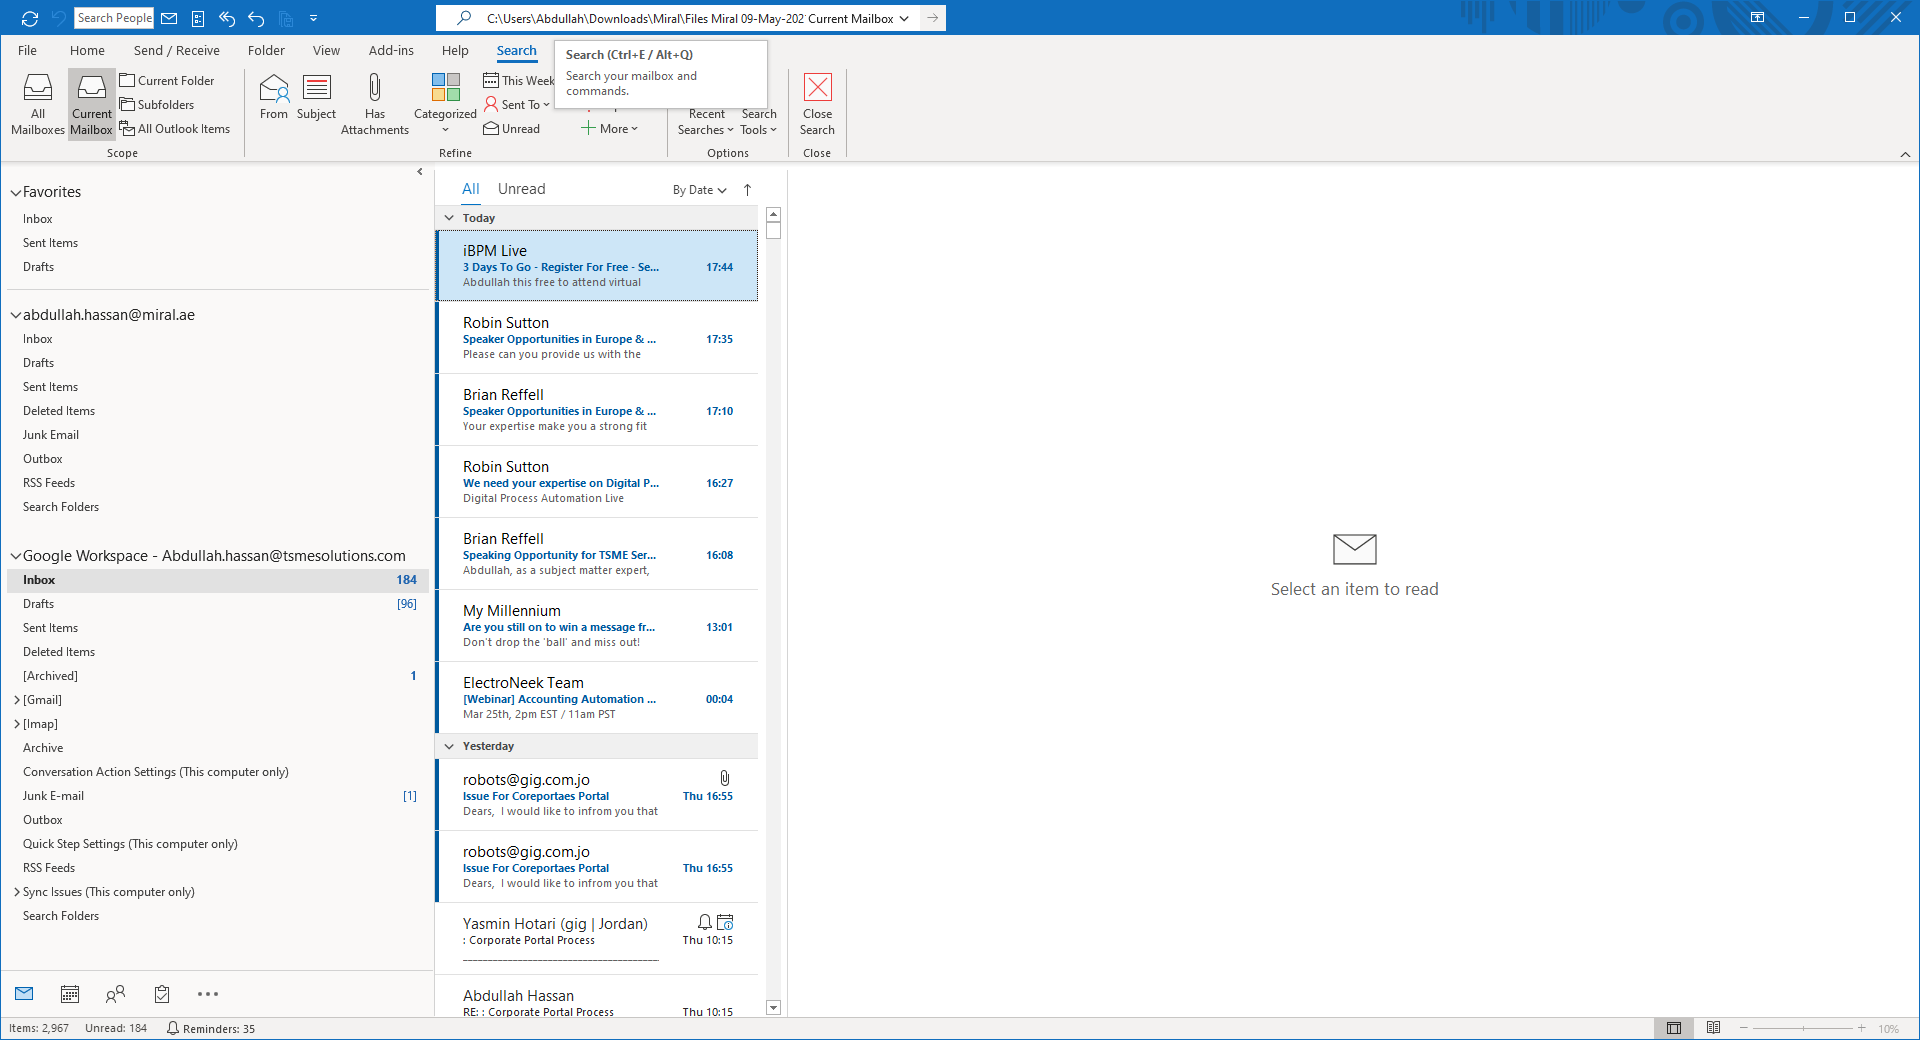 Search People
C:\Users\Abdullah\Downloads\Miral\Files Miral 09-May-202
Current Mailbox
File
Home
Send / Receive
Folder
View
Add-ins
Help
Search
Search (Ctrl+E / Alt+Q)
Search your mailbox and
commands.
All
Mailboxes
Current
Mailbox
Current Folder
Subfolders
All Outlook Items
Scope
From
Subject
Has
Attachments
Categorized
This Week
Sent To
Unread
More
Refine
Recent
Searches
Search
Tools
Options
Close
Search
Close
Favorites
Inbox
Sent Items
Drafts
abdullah.hassan@miral.ae
Inbox
Drafts
Sent Items
Deleted Items
Junk Email
Outbox
RSS Feeds
Search Folders
Google Workspace - Abdullah.hassan@tsmesolutions.com
Inbox 184
Drafts [96]
Sent Items
Deleted Items
[Archived] 1
[Gmail]
[Imap]
Archive
Conversation Action Settings (This computer only)
Junk E-mail [1]
Outbox
Quick Step Settings (This computer only)
RSS Feeds
Sync Issues (This computer only)
Search Folders
All Unread By Date
Today
iBPM Live
3 Days To Go - Register For Free - Se... 17:44
Abdullah this free to attend virtual
Robin Sutton
Speaker Opportunities in Europe & ... 17:35
Please can you provide us with the
Brian Reffell
Speaker Opportunities in Europe & ... 17:10
Your expertise make you a strong fit
Robin Sutton
We need your expertise on Digital P... 16:27
Digital Process Automation Live
Brian Reffell
Speaking Opportunity for TSME Ser... 16:08
Abdullah, as a subject matter expert,
My Millennium
Are you still on to win a message fr... 13:01
Don't drop the 'ball' and miss out!
ElectroNeek Team
[Webinar] Accounting Automation ... 00:04
Mar 25th, 2pm EST / 11am PST
Yesterday
robots@gig.com.jo
Issue For Coreportaes Portal Thu 16:55
Dears, I would like to infrom you that
robots@gig.com.jo
Issue For Coreportaes Portal Thu 16:55
Dears, I would like to infrom you that
Yasmin Hotari (gig | Jordan)
: Corporate Portal Process Thu 10:15
Abdullah Hassan
RE: : Corporate Portal Process Thu 10:15
Select an item to read
Items: 2,967 Unread: 184 Reminders: 35
10%